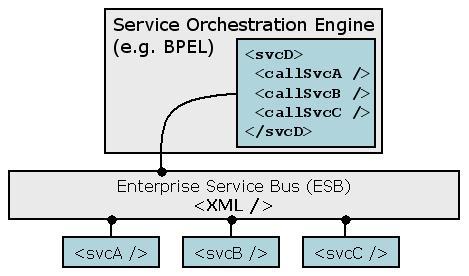 Service Orchestration Engine
(e.g. BPEL)
<svcD>
<callSvcA />
<callSvcB />
<callSvcC />
</svcD>
Enterprise Service Bus (ESB)
<XML />
<svcA />
<svcB />
<svcC />